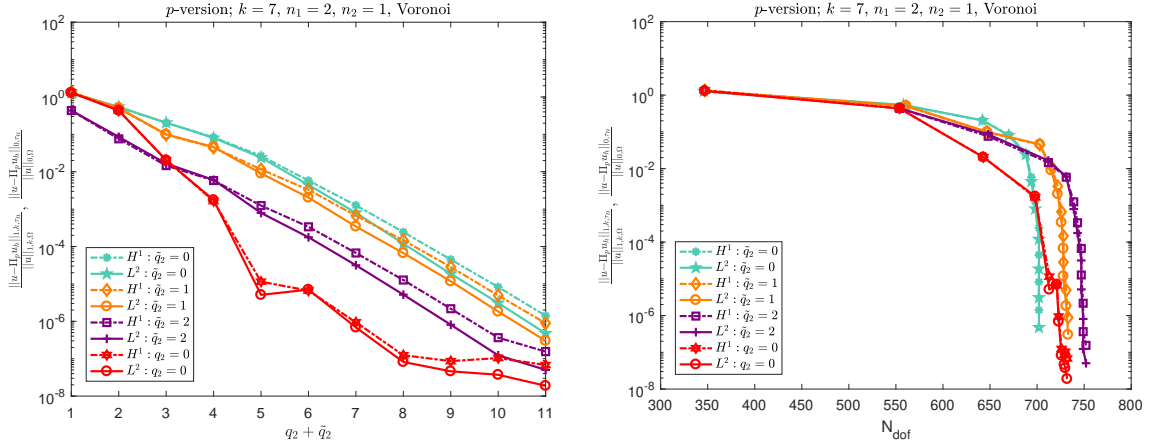 p-version; k = 7, n₁ = 2, n₂ = 1, Voronoi
10²
10⁰
10⁻²
10⁻⁴
10⁻⁶
10⁻⁸
||u−Πₚuₕ||₁,ₖ,𝒯ₙ / ||u||₁,ₖ,Ω , ||u−Πₚuₕ||₀,𝒯ₙ / ||u||₀,Ω
H¹ : q̃₂ = 0
L² : q̃₂ = 0
H¹ : q̃₂ = 1
L² : q̃₂ = 1
H¹ : q̃₂ = 2
L² : q̃₂ = 2
H¹ : q₂ = 0
L² : q₂ = 0
1 2 3 4 5 6 7 8 9 10 11
q₂ + q̃₂
p-version; k = 7, n₁ = 2, n₂ = 1, Voronoi
10²
10⁰
10⁻²
10⁻⁴
10⁻⁶
10⁻⁸
||u−Πₚuₕ||₁,ₖ,𝒯ₙ / ||u||₁,ₖ,Ω , ||u−Πₚuₕ||₀,𝒯ₙ / ||u||₀,Ω
H¹ : q̃₂ = 0
L² : q̃₂ = 0
H¹ : q̃₂ = 1
L² : q̃₂ = 1
H¹ : q̃₂ = 2
L² : q̃₂ = 2
H¹ : q₂ = 0
L² : q₂ = 0
300 350 400 450 500 550 600 650 700 750 800
N_dof